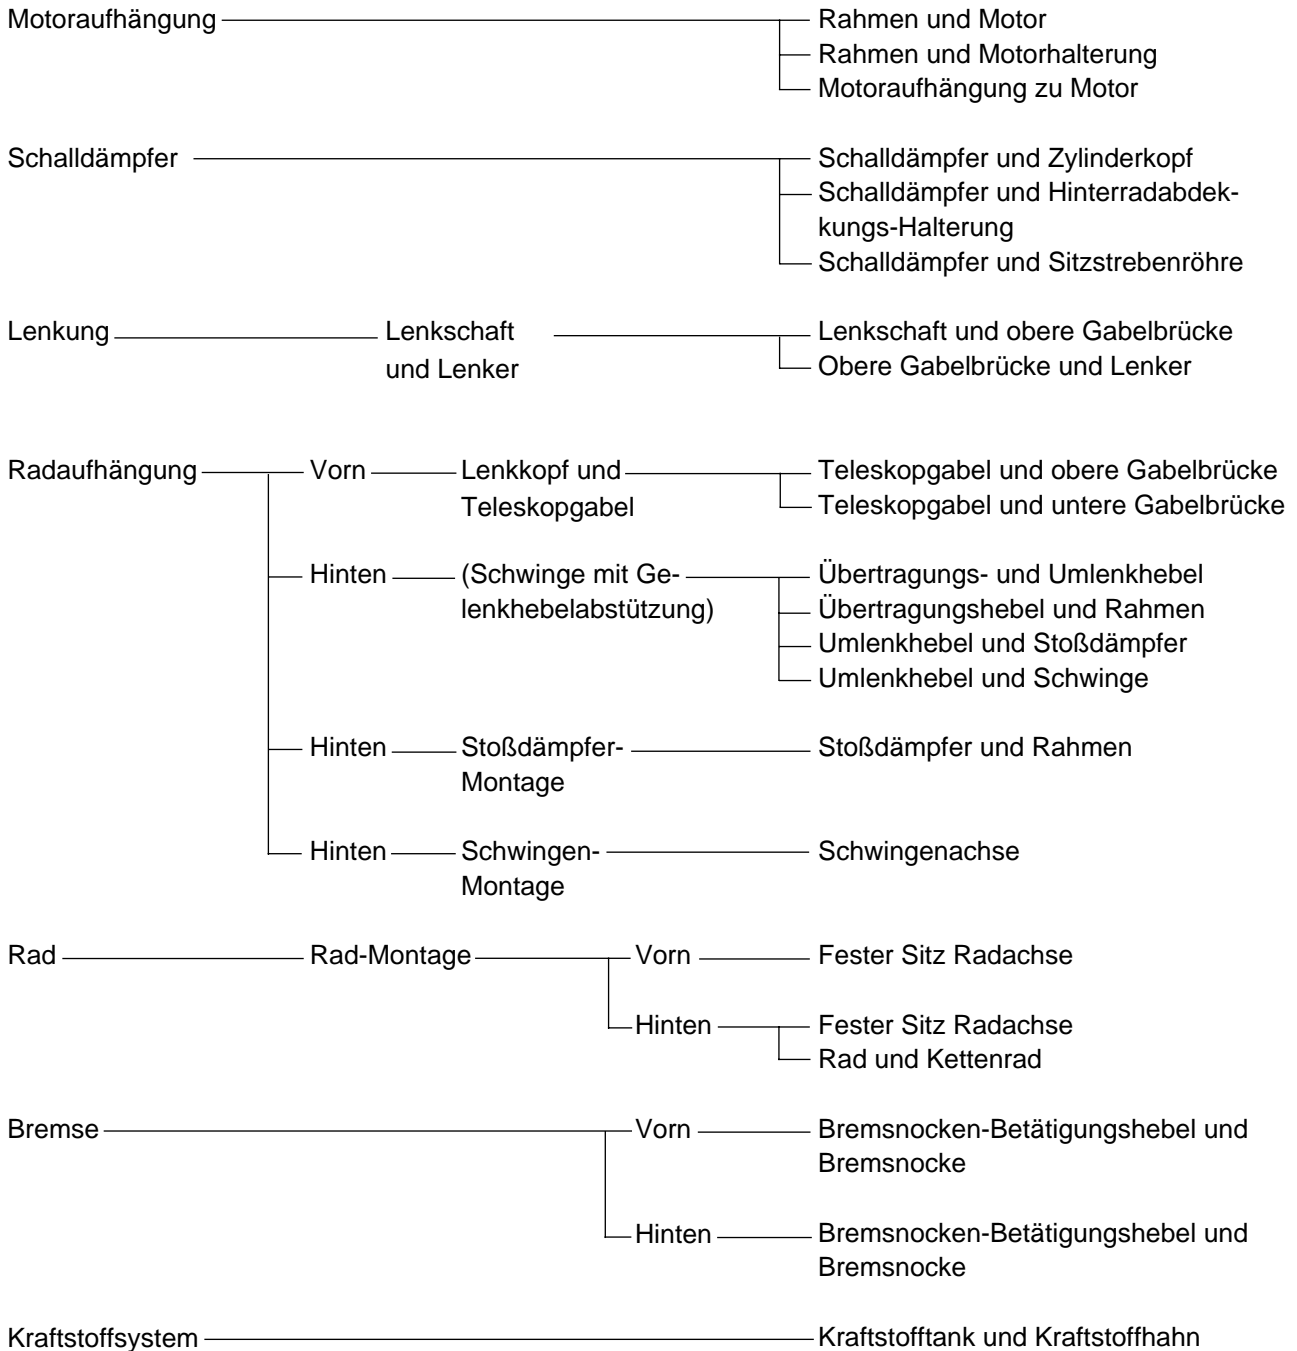 Motoraufhängung Rahmen und Motor
Rahmen und Motorhalterung
Motoraufhängung zu Motor
Schalldämpfer Schalldämpfer und Zylinderkopf
Schalldämpfer und Hinterradabdek-
kungs-Halterung
Schalldämpfer und Sitzstrebenröhre
Lenkung Lenkschaft Lenkschaft und obere Gabelbrücke
und Lenker Obere Gabelbrücke und Lenker
Radaufhängung Vorn Lenkkopf und Teleskopgabel und obere Gabelbrücke
Teleskopgabel Teleskopgabel und untere Gabelbrücke
Hinten (Schwinge mit Ge- Übertragungs- und Umlenkhebel
lenkhebelabstützung) Übertragungshebel und Rahmen
Umlenkhebel und Stoßdämpfer
Umlenkhebel und Schwinge
Hinten Stoßdämpfer- Stoßdämpfer und Rahmen
Montage
Hinten Schwingen- Schwingenachse
Montage
Rad Rad-Montage Vorn Fester Sitz Radachse
Hinten Fester Sitz Radachse
Rad und Kettenrad
Bremse Vorn Bremsnocken-Betätigungshebel und
Bremsnocke
Hinten Bremsnocken-Betätigungshebel und
Bremsnocke
Kraftstoffsystem Kraftstofftank und Kraftstoffhahn